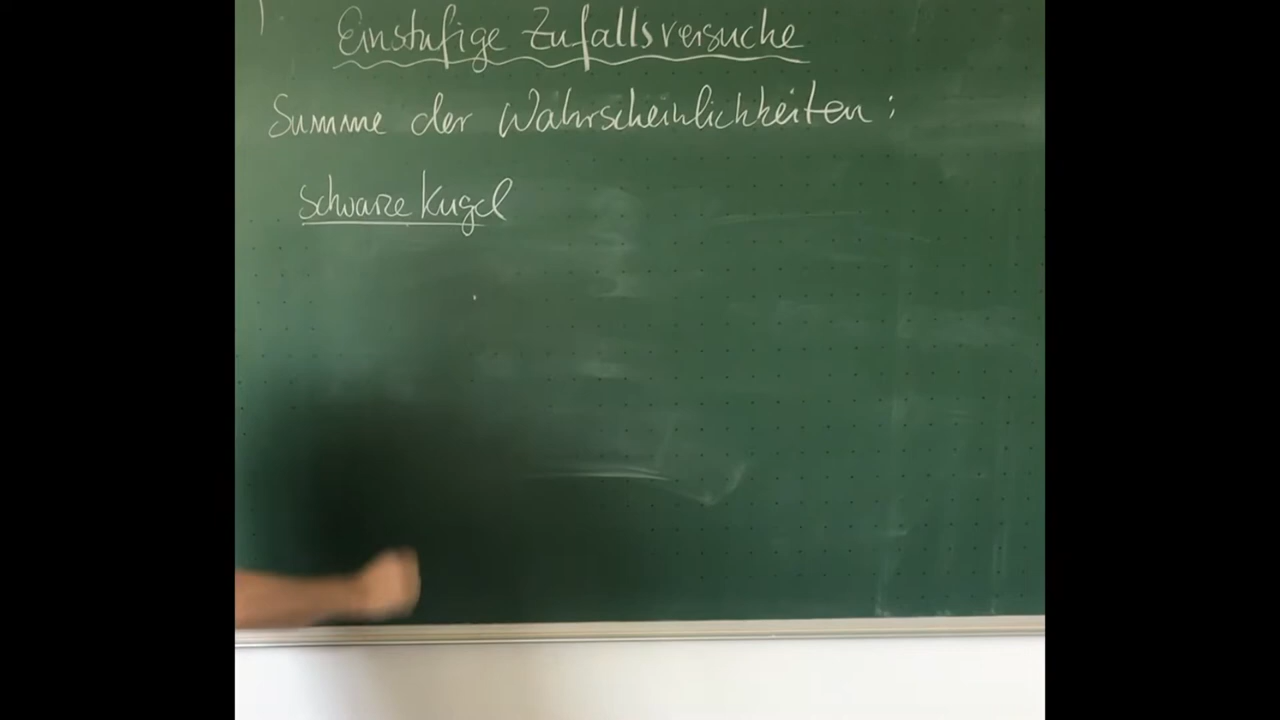 Einstufige Zufallsversuche
Summe der Wahrscheinlichkeiten:
schwarze Kugel